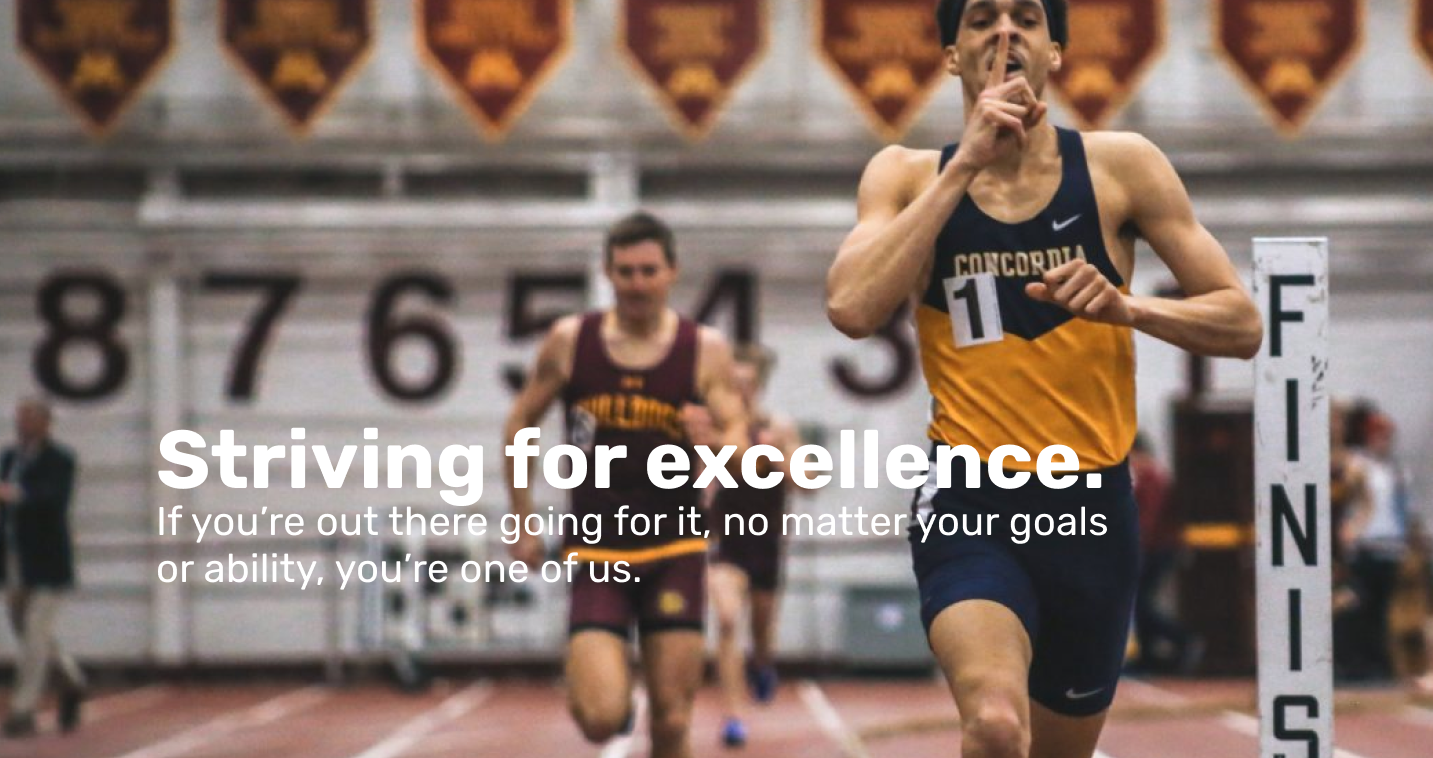 8 7 6 5 4 3
CONCORDIA
1
BULLDOGS
FINIS
Striving for excellence.
If you’re out there going for it, no matter your goals
or ability, you’re one of us.